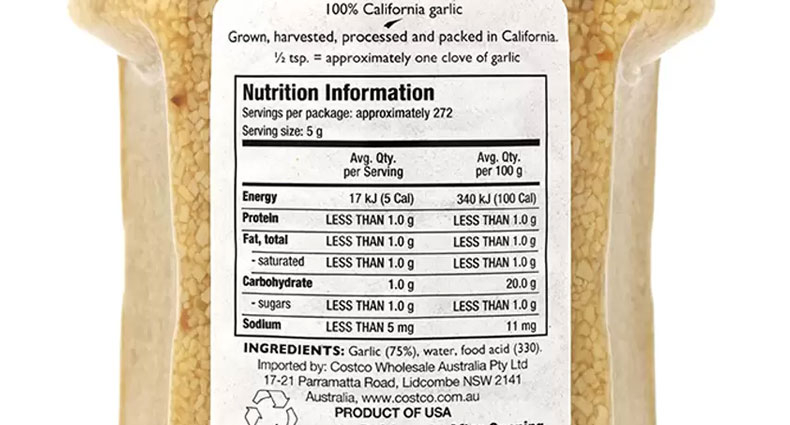 100% California garlic
Grown, harvested, processed and packed in California.
½ tsp. = approximately one clove of garlic
Nutrition Information
Servings per package: approximately 272
Serving size: 5 g
Avg. Qty. per Serving Avg. Qty. per 100 g
Energy 17 kJ (5 Cal) 340 kJ (100 Cal)
Protein LESS THAN 1.0 g LESS THAN 1.0 g
Fat, total LESS THAN 1.0 g LESS THAN 1.0 g
- saturated LESS THAN 1.0 g LESS THAN 1.0 g
Carbohydrate 1.0 g 20.0 g
- sugars LESS THAN 1.0 g LESS THAN 1.0 g
Sodium LESS THAN 5 mg 11 mg
INGREDIENTS: Garlic (75%), water, food acid (330).
Imported by: Costco Wholesale Australia Pty Ltd
17-21 Parramatta Road, Lidcombe NSW 2141
Australia, www.costco.com.au
PRODUCT OF USA